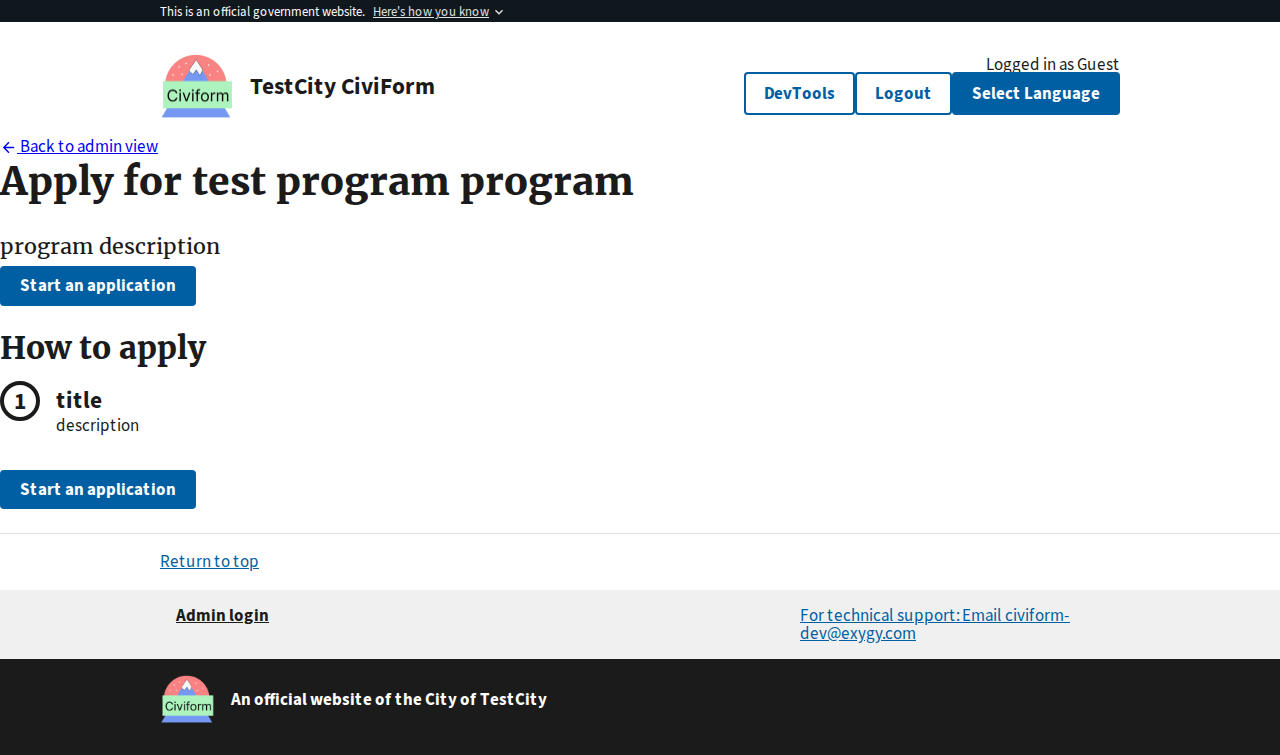 This is an official government website. Here's how you know
Civiform
TestCity CiviForm
Logged in as Guest
DevTools Logout Select Language
Back to admin view
Apply for test program program
program description
Start an application
How to apply
1 title
description
Start an application
Return to top
Admin login
For technical support: Email civiform-
dev@exygy.com
Civiform
An official website of the City of TestCity